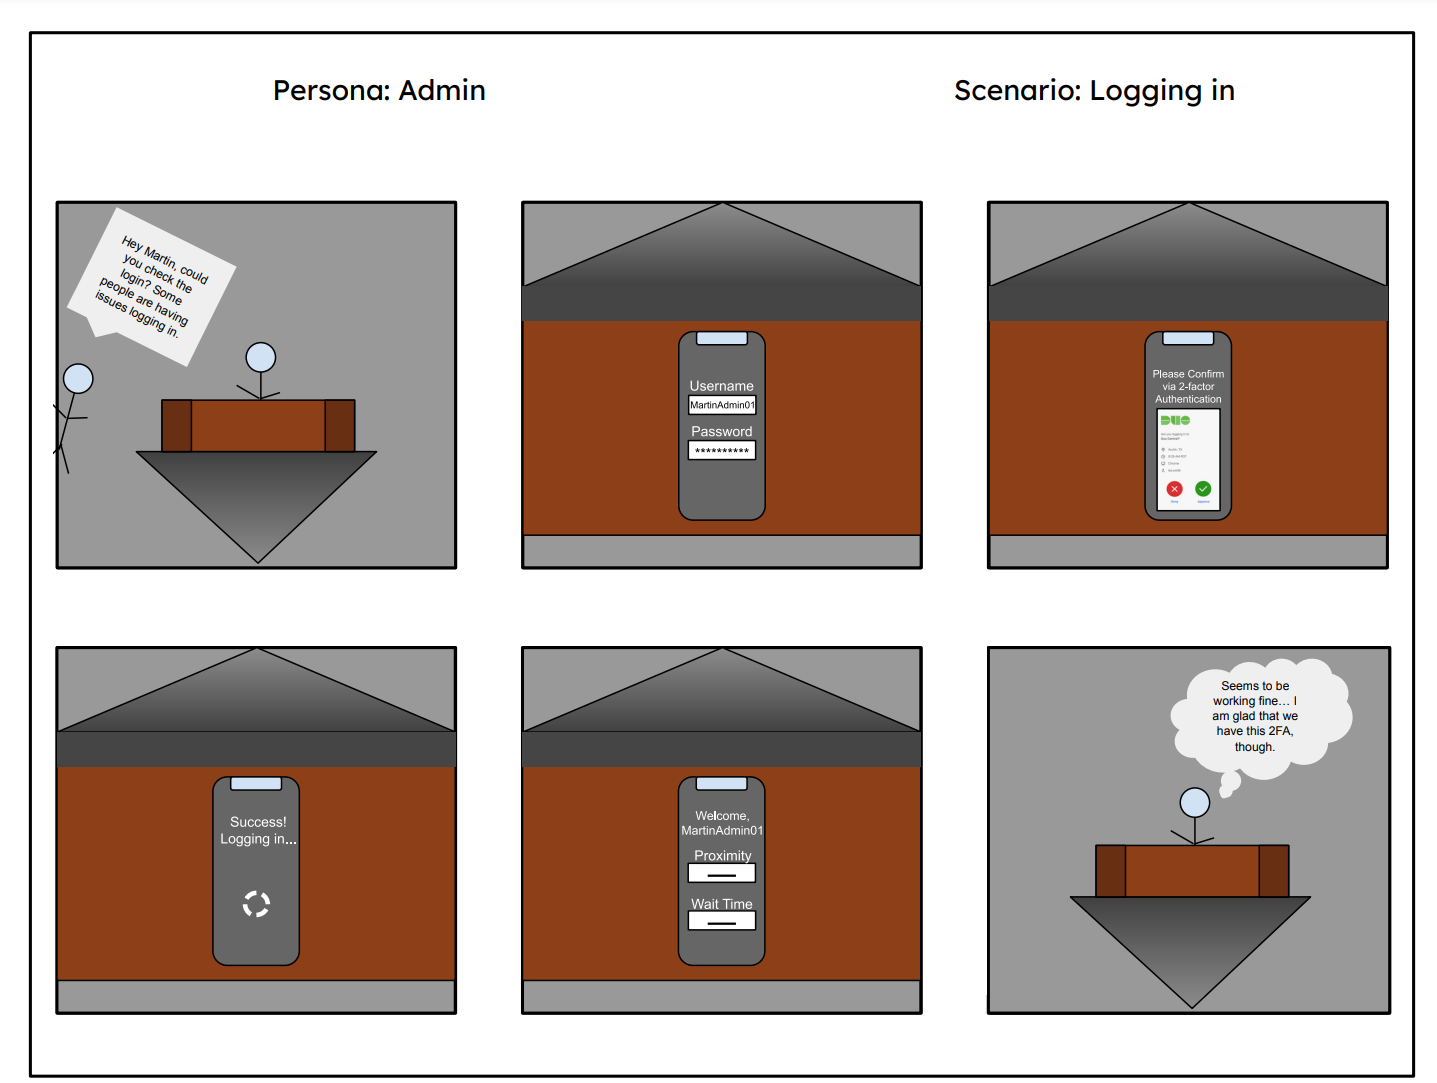 Persona: Admin
Scenario: Logging in
Hey Martin, could
you check the
login? Some
people are having
issues logging in.
Username
MartinAdmin01
Password
**********
Please Confirm
via 2-factor
Authentication
DUO
Success!
Logging in...
Welcome,
MartinAdmin01
Proximity
Wait Time
Seems to be
working fine... I
am glad that we
have this 2FA,
though.